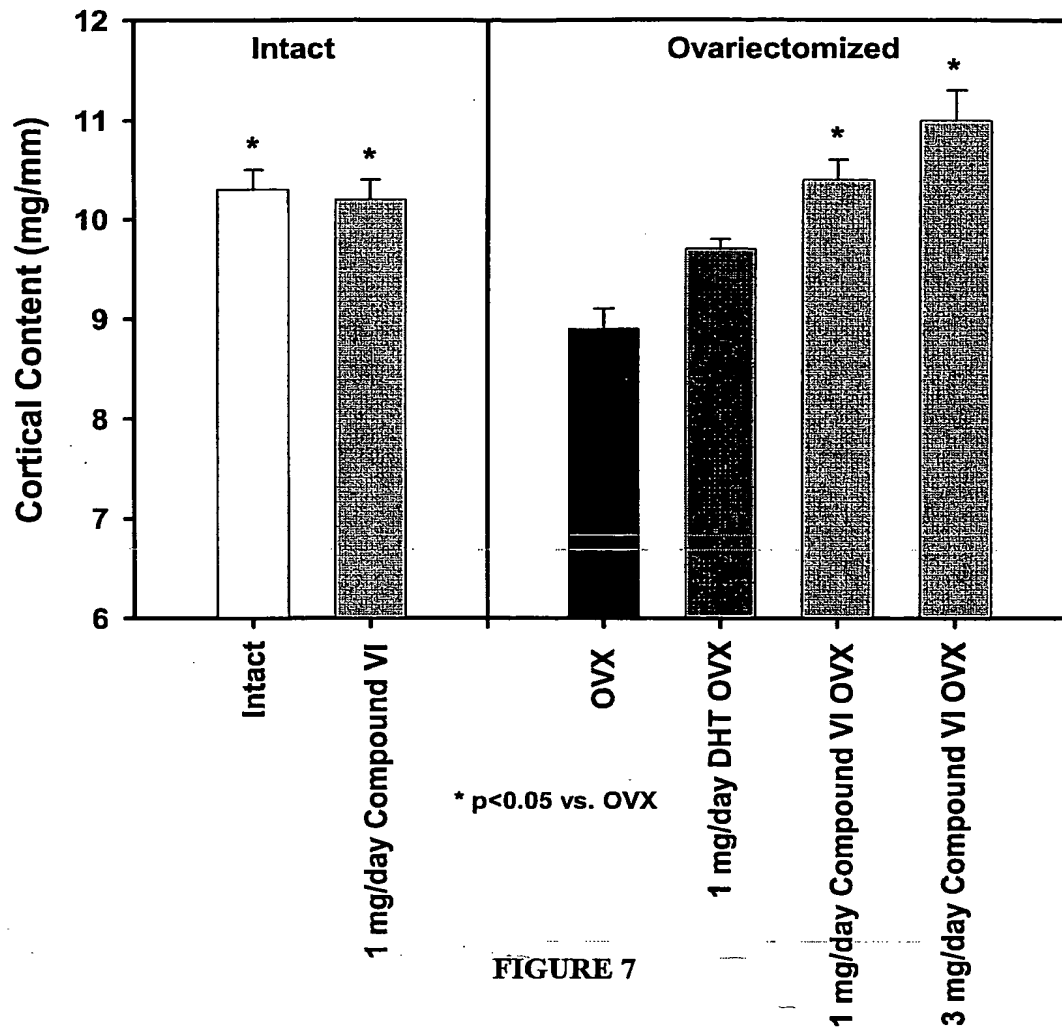 Intact
Ovariectomized
Cortical Content (mg/mm)
12
11
10
9
8
7
6
*
*
*
*
Intact
1 mg/day Compound VI
OVX
1 mg/day DHT OVX
1 mg/day Compound VI OVX
3 mg/day Compound VI OVX
* p<0.05 vs. OVX
FIGURE 7